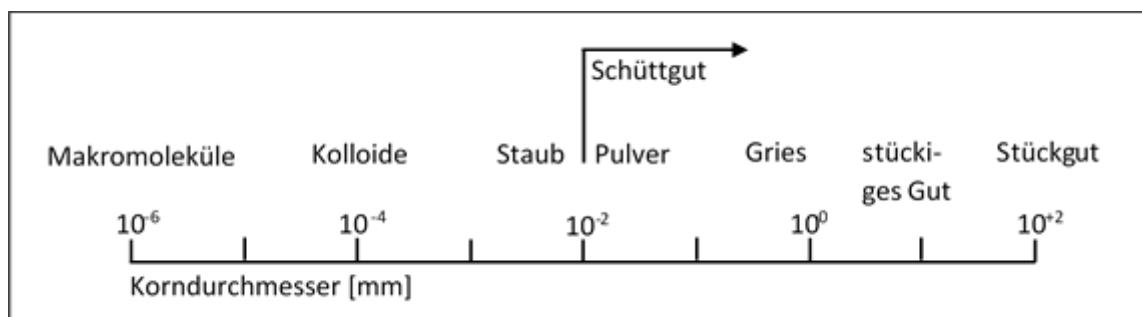 Schüttgut
Makromoleküle Kolloide Staub Pulver Gries stücki-
ges Gut Stückgut
10⁻⁶ 10⁻⁴ 10⁻² 10⁰ 10⁺²
Korndurchmesser [mm]